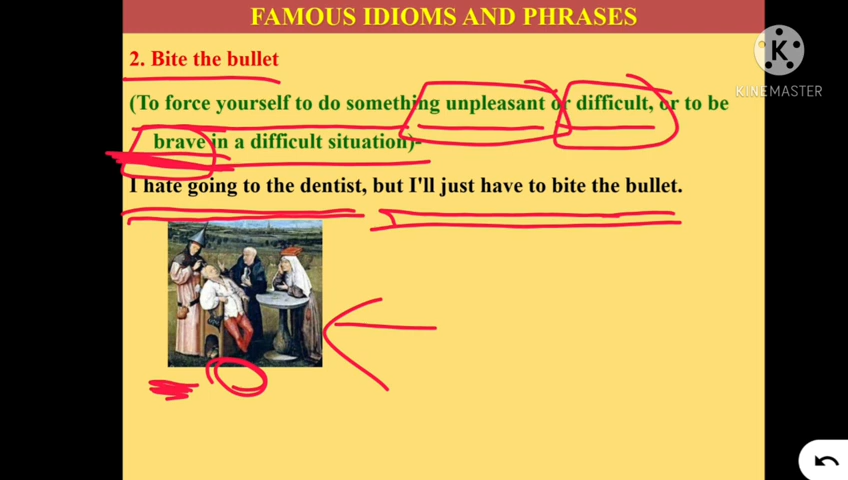 FAMOUS IDIOMS AND PHRASES
2. Bite the bullet
(To force yourself to do something unpleasant or difficult, or to be
brave in a difficult situation)-
I hate going to the dentist, but I'll just have to bite the bullet.
K
KINEMASTER